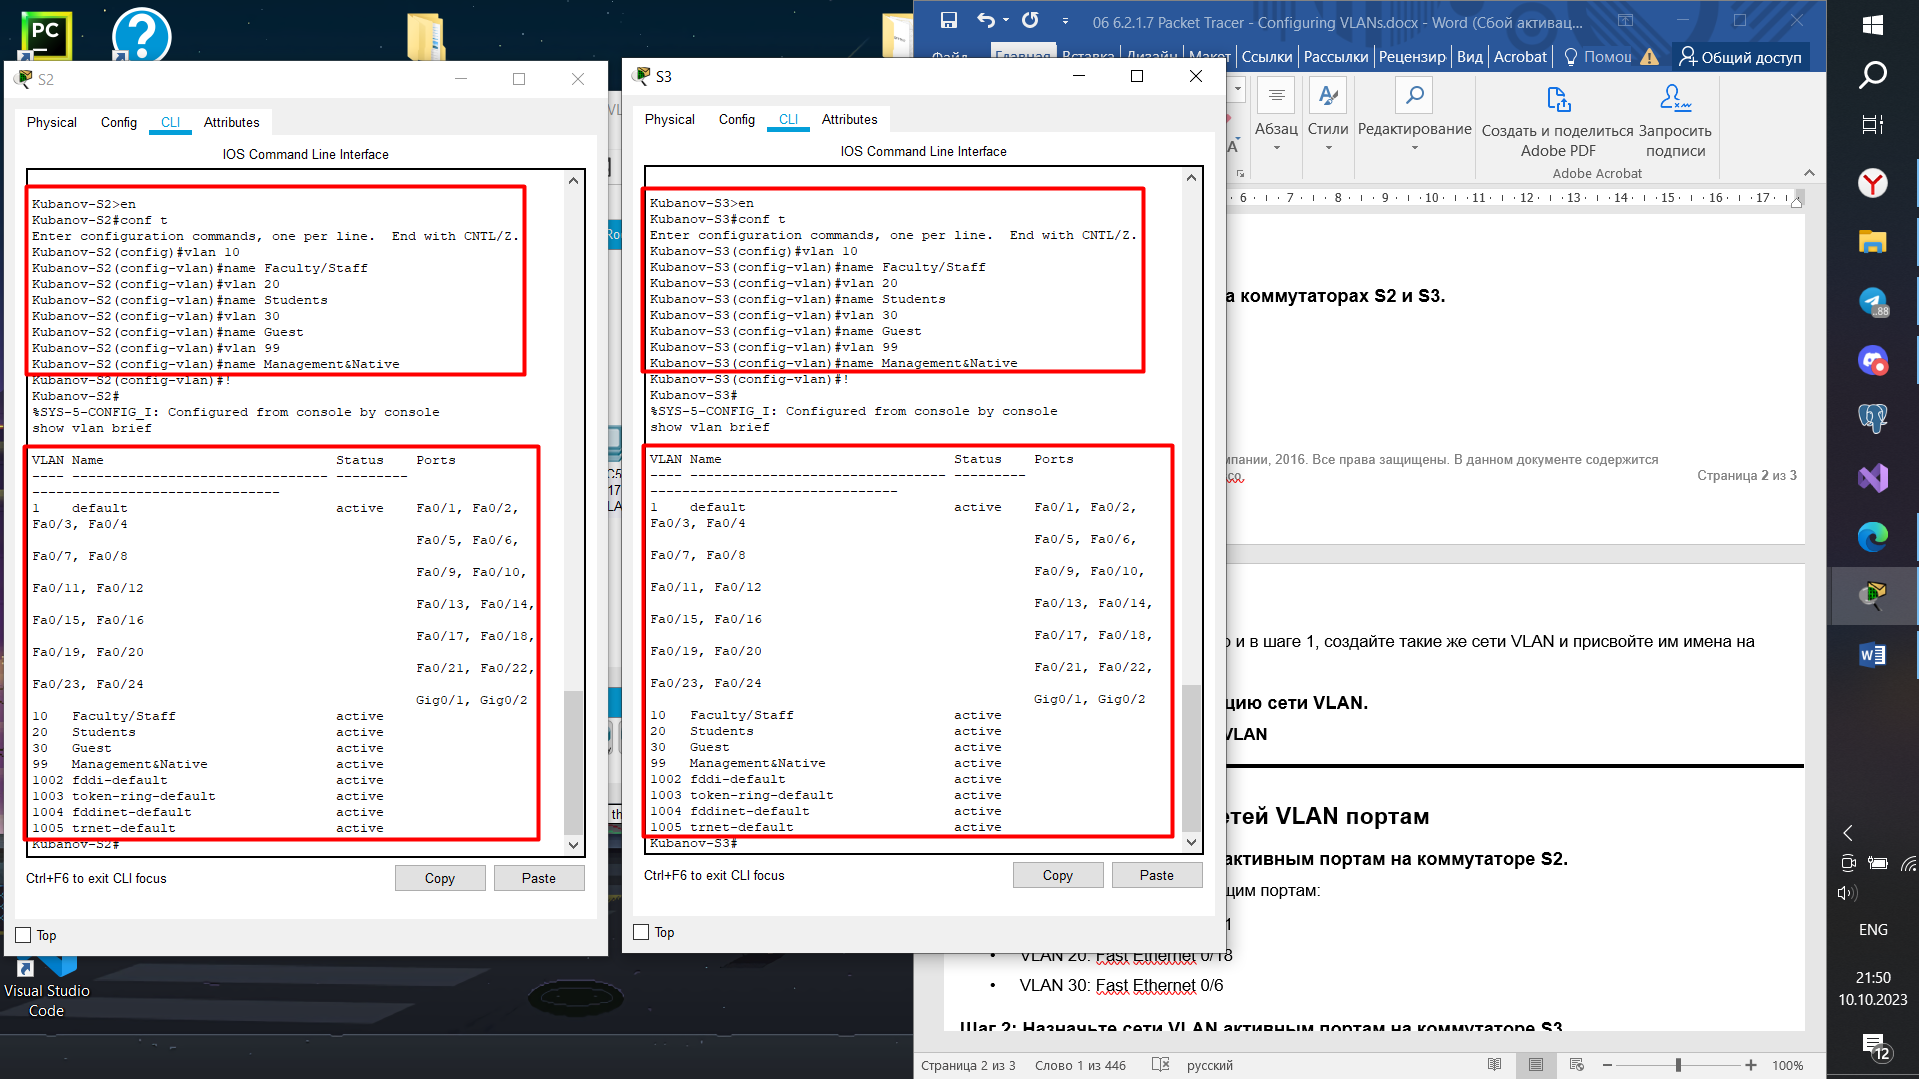 PC
?
S2
Physical Config CLI Attributes
IOS Command Line Interface
Kubanov-S2>en
Kubanov-S2#conf t
Enter configuration commands, one per line.  End with CNTL/Z.
Kubanov-S2(config)#vlan 10
Kubanov-S2(config-vlan)#name Faculty/Staff
Kubanov-S2(config-vlan)#vlan 20
Kubanov-S2(config-vlan)#name Students
Kubanov-S2(config-vlan)#vlan 30
Kubanov-S2(config-vlan)#name Guest
Kubanov-S2(config-vlan)#vlan 99
Kubanov-S2(config-vlan)#name Management&Native
Kubanov-S2(config-vlan)#!
Kubanov-S2#
%SYS-5-CONFIG_I: Configured from console by console
show vlan brief
VLAN Name                             Status    Ports
---- -------------------------------- ---------
-------------------------------
1    default                          active    Fa0/1, Fa0/2,
Fa0/3, Fa0/4
Fa0/5, Fa0/6,
Fa0/7, Fa0/8
Fa0/9, Fa0/10,
Fa0/11, Fa0/12
Fa0/13, Fa0/14,
Fa0/15, Fa0/16
Fa0/17, Fa0/18,
Fa0/19, Fa0/20
Fa0/21, Fa0/22,
Fa0/23, Fa0/24
Gig0/1, Gig0/2
10   Faculty/Staff                    active
20   Students                         active
30   Guest                            active
99   Management&Native                active
1002 fddi-default                     active
1003 token-ring-default               active
1004 fddinet-default                  active
1005 trnet-default                    active
Kubanov-S2#
Ctrl+F6 to exit CLI focus
Copy
Paste
Top
S3
Physical Config CLI Attributes
IOS Command Line Interface
Kubanov-S3>en
Kubanov-S3#conf t
Enter configuration commands, one per line.  End with CNTL/Z.
Kubanov-S3(config)#vlan 10
Kubanov-S3(config-vlan)#name Faculty/Staff
Kubanov-S3(config-vlan)#vlan 20
Kubanov-S3(config-vlan)#name Students
Kubanov-S3(config-vlan)#vlan 30
Kubanov-S3(config-vlan)#name Guest
Kubanov-S3(config-vlan)#vlan 99
Kubanov-S3(config-vlan)#name Management&Native
Kubanov-S3(config-vlan)#!
Kubanov-S3#
%SYS-5-CONFIG_I: Configured from console by console
show vlan brief
VLAN Name                             Status    Ports
---- -------------------------------- ---------
-------------------------------
1    default                          active    Fa0/1, Fa0/2,
Fa0/3, Fa0/4
Fa0/5, Fa0/6,
Fa0/7, Fa0/8
Fa0/9, Fa0/10,
Fa0/11, Fa0/12
Fa0/13, Fa0/14,
Fa0/15, Fa0/16
Fa0/17, Fa0/18,
Fa0/19, Fa0/20
Fa0/21, Fa0/22,
Fa0/23, Fa0/24
Gig0/1, Gig0/2
10   Faculty/Staff                    active
20   Students                         active
30   Guest                            active
99   Management&Native                active
1002 fddi-default                     active
1003 token-ring-default               active
1004 fddinet-default                  active
1005 trnet-default                    active
Kubanov-S3#
Ctrl+F6 to exit CLI focus
Copy
Paste
Top
06 6.2.1.7 Packet Tracer - Configuring VLANs.docx - Word (Сбой активац...
Файл Главная Вставка Дизайн Макет Ссылки Рассылки Рецензир Вид Acrobat Помощ Общий доступ
Абзац
Стили
Редактирование
Создать и поделиться Adobe PDF
Запросить подписи
Adobe Acrobat
6 7 8 9 10 11 12 13 14 15 16 17
а коммутаторах S2 и S3.
мпании, 2016. Все права защищены. В данном документе содержится
co.
Страница 2 из 3
о и в шаге 1, создайте такие же сети VLAN и присвойте им имена на
цию сети VLAN.
VLAN
етей VLAN портам
активным портам на коммутаторе S2.
щим портам:
1
• VLAN 20: Fast Ethernet 0/18
• VLAN 30: Fast Ethernet 0/6
Шаг 2: Назначьте сети VLAN активным портам на коммутаторе S3
Страница 2 из 3
Слово 1 из 446
русский
100%
Visual Studio
Code
88
ENG
21:50
10.10.2023
12